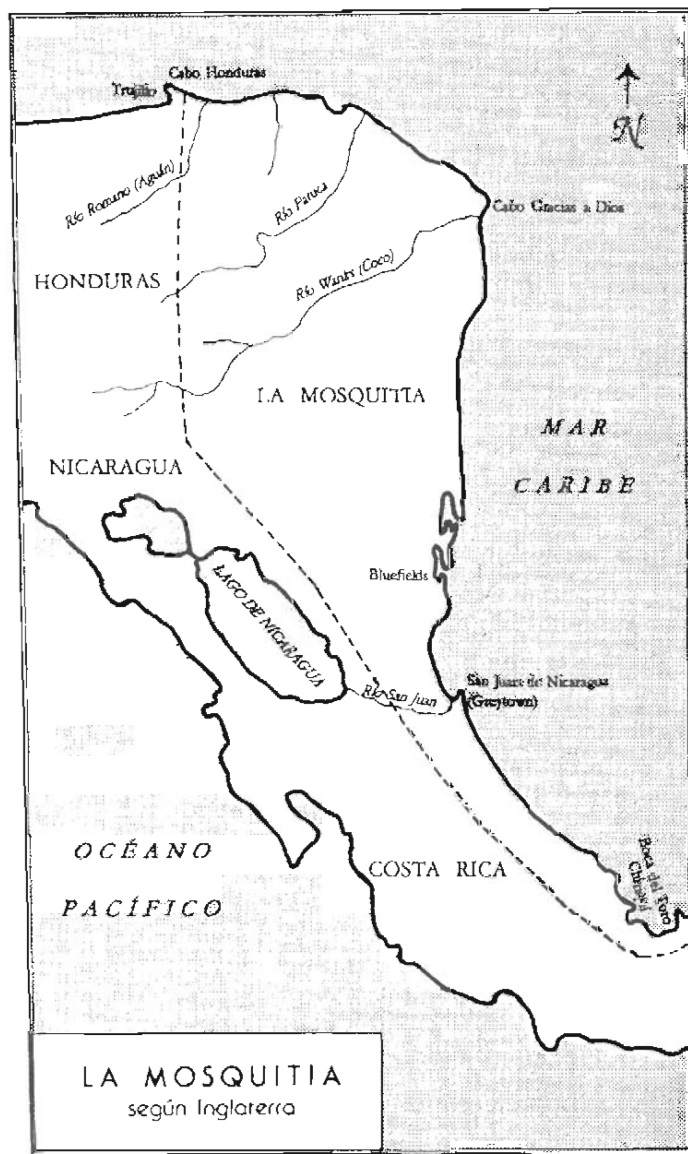 Cabo Honduras
Trujillo
N
Río Romano (Aguán)
Río Patuca
Cabo Gracias a Dios
Río Wanks (Coco)
HONDURAS
LA MOSQUITIA
MAR
CARIBE
NICARAGUA
Bluefields
LAGO DE NICARAGUA
San Juan de Nicaragua
(Greytown)
Río San Juan
Boca del Toro
OCÉANO
PACÍFICO
COSTA RICA
LA MOSQUITIA
según Inglaterra